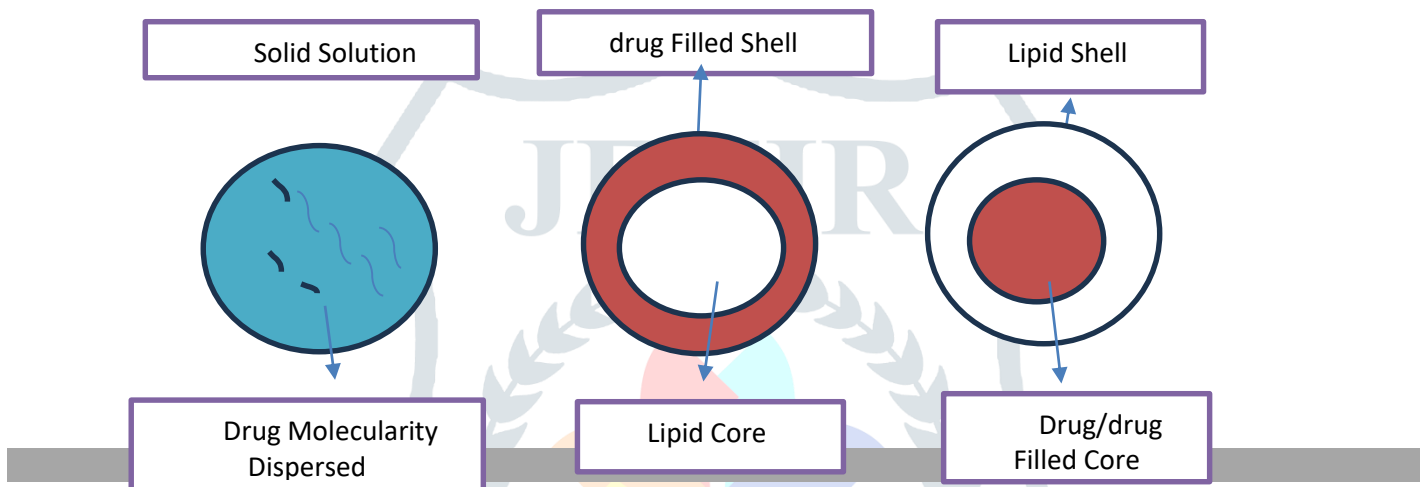 Solid Solution
drug Filled Shell
Lipid Shell
Drug Molecularity
Dispersed
Lipid Core
Drug/drug
Filled Core